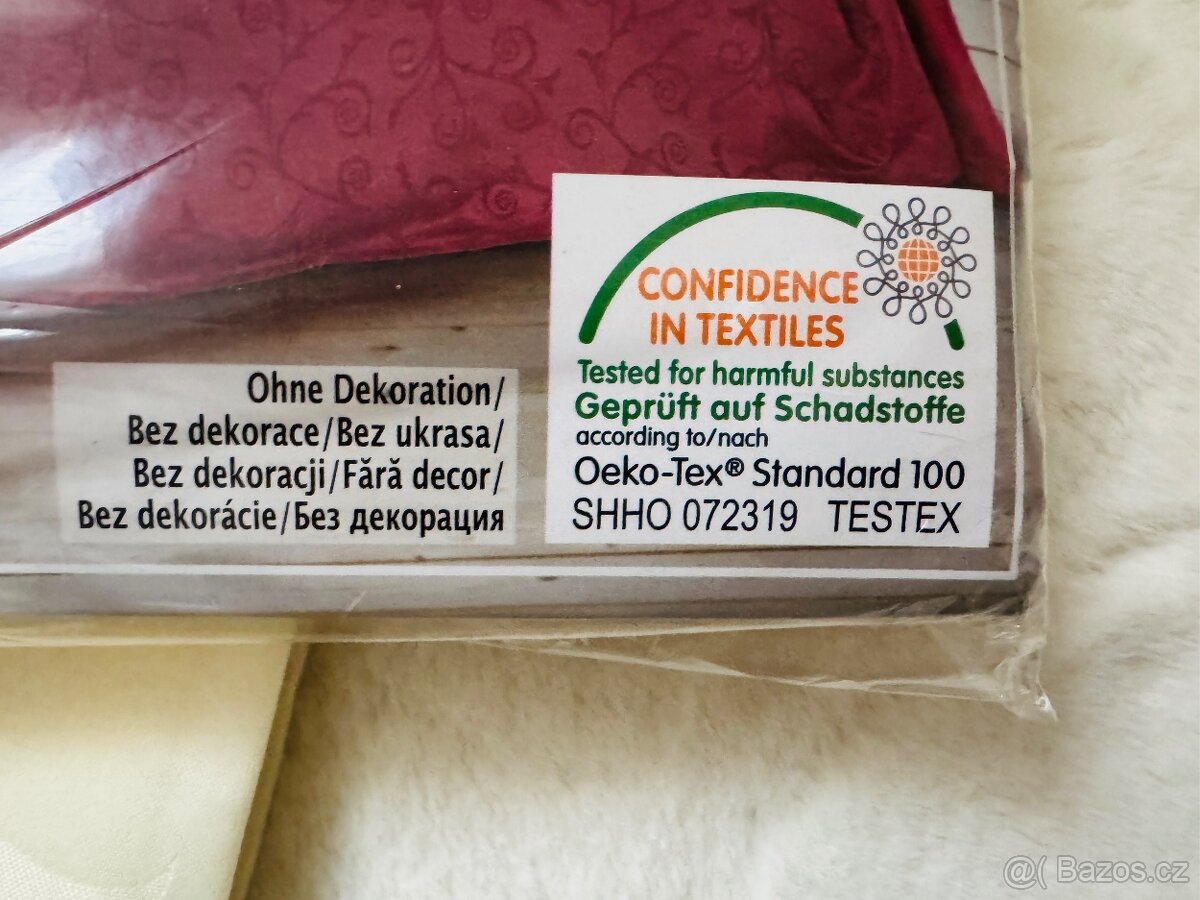 CONFIDENCE
IN TEXTILES
Tested for harmful substances
Geprüft auf Schadstoffe
according to/nach
Oeko-Tex® Standard 100
SHHO 072319 TESTEX
Ohne Dekoration/
Bez dekorace/Bez ukrasa/
Bez dekoracji/Fără decor/
Bez dekorácie/Без декорация
@( Bazos.cz